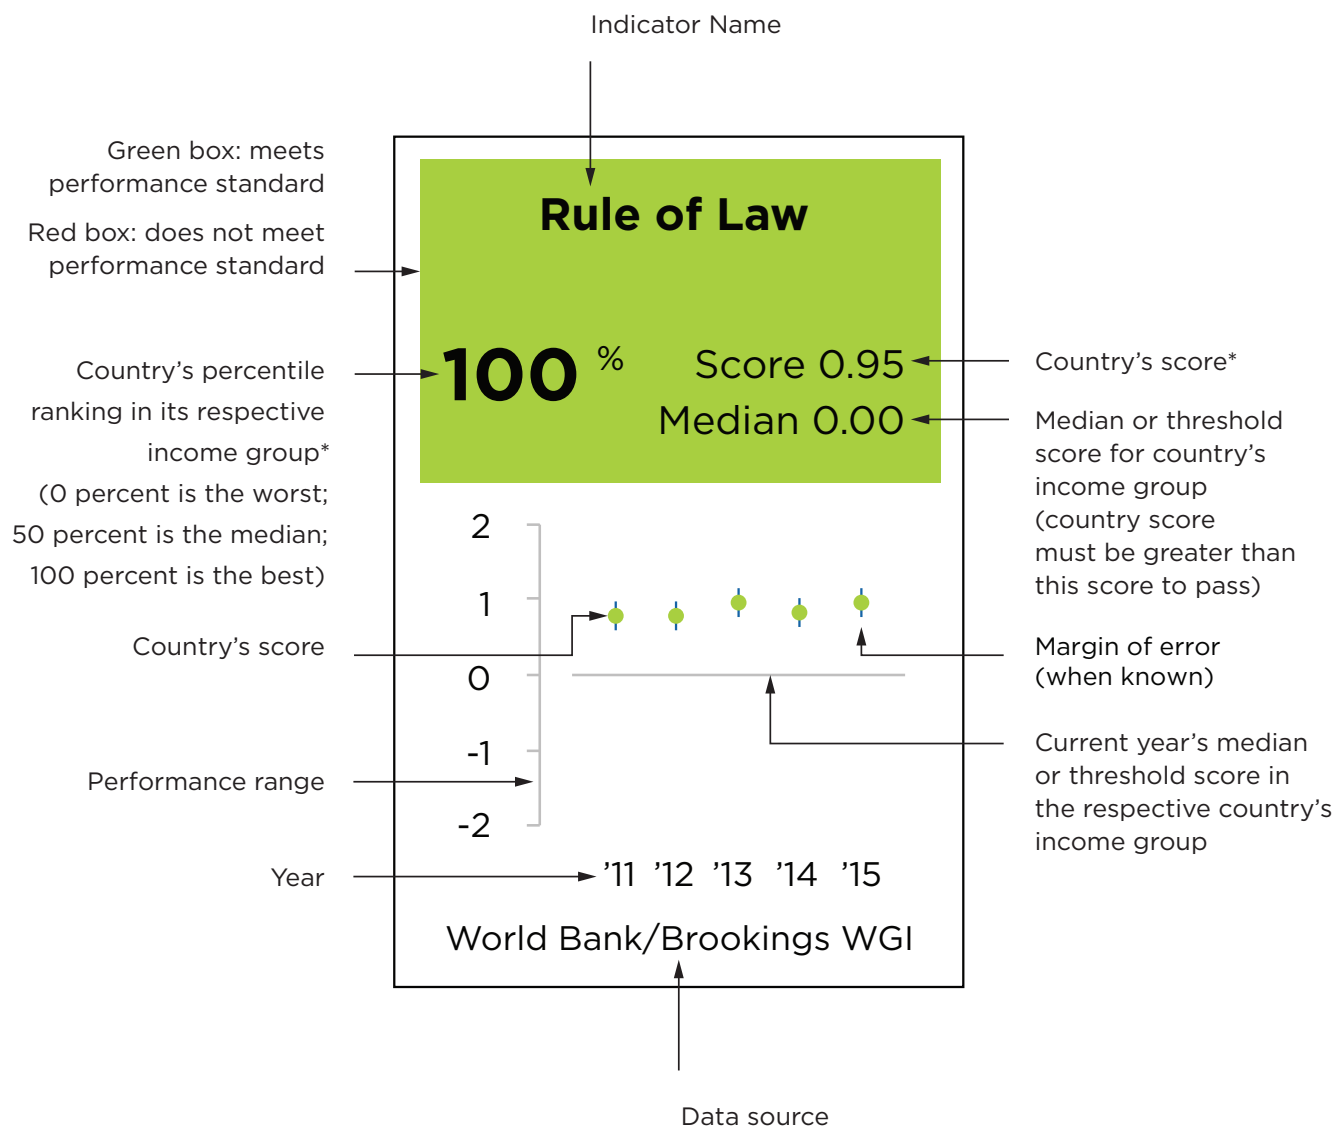 Indicator Name
Green box: meets
performance standard
Red box: does not meet
performance standard
Rule of Law
Country’s percentile
ranking in its respective
income group*
(0 percent is the worst;
50 percent is the median;
100 percent is the best)
100 %
Score 0.95
Median 0.00
Country’s score*
Median or threshold
score for country’s
income group
(country score
must be greater than
this score to pass)
2
1
0
-1
-2
Country’s score
Margin of error
(when known)
Performance range
Current year’s median
or threshold score in
the respective country’s
income group
Year
’11 ’12 ’13 ’14 ’15
World Bank/Brookings WGI
Data source